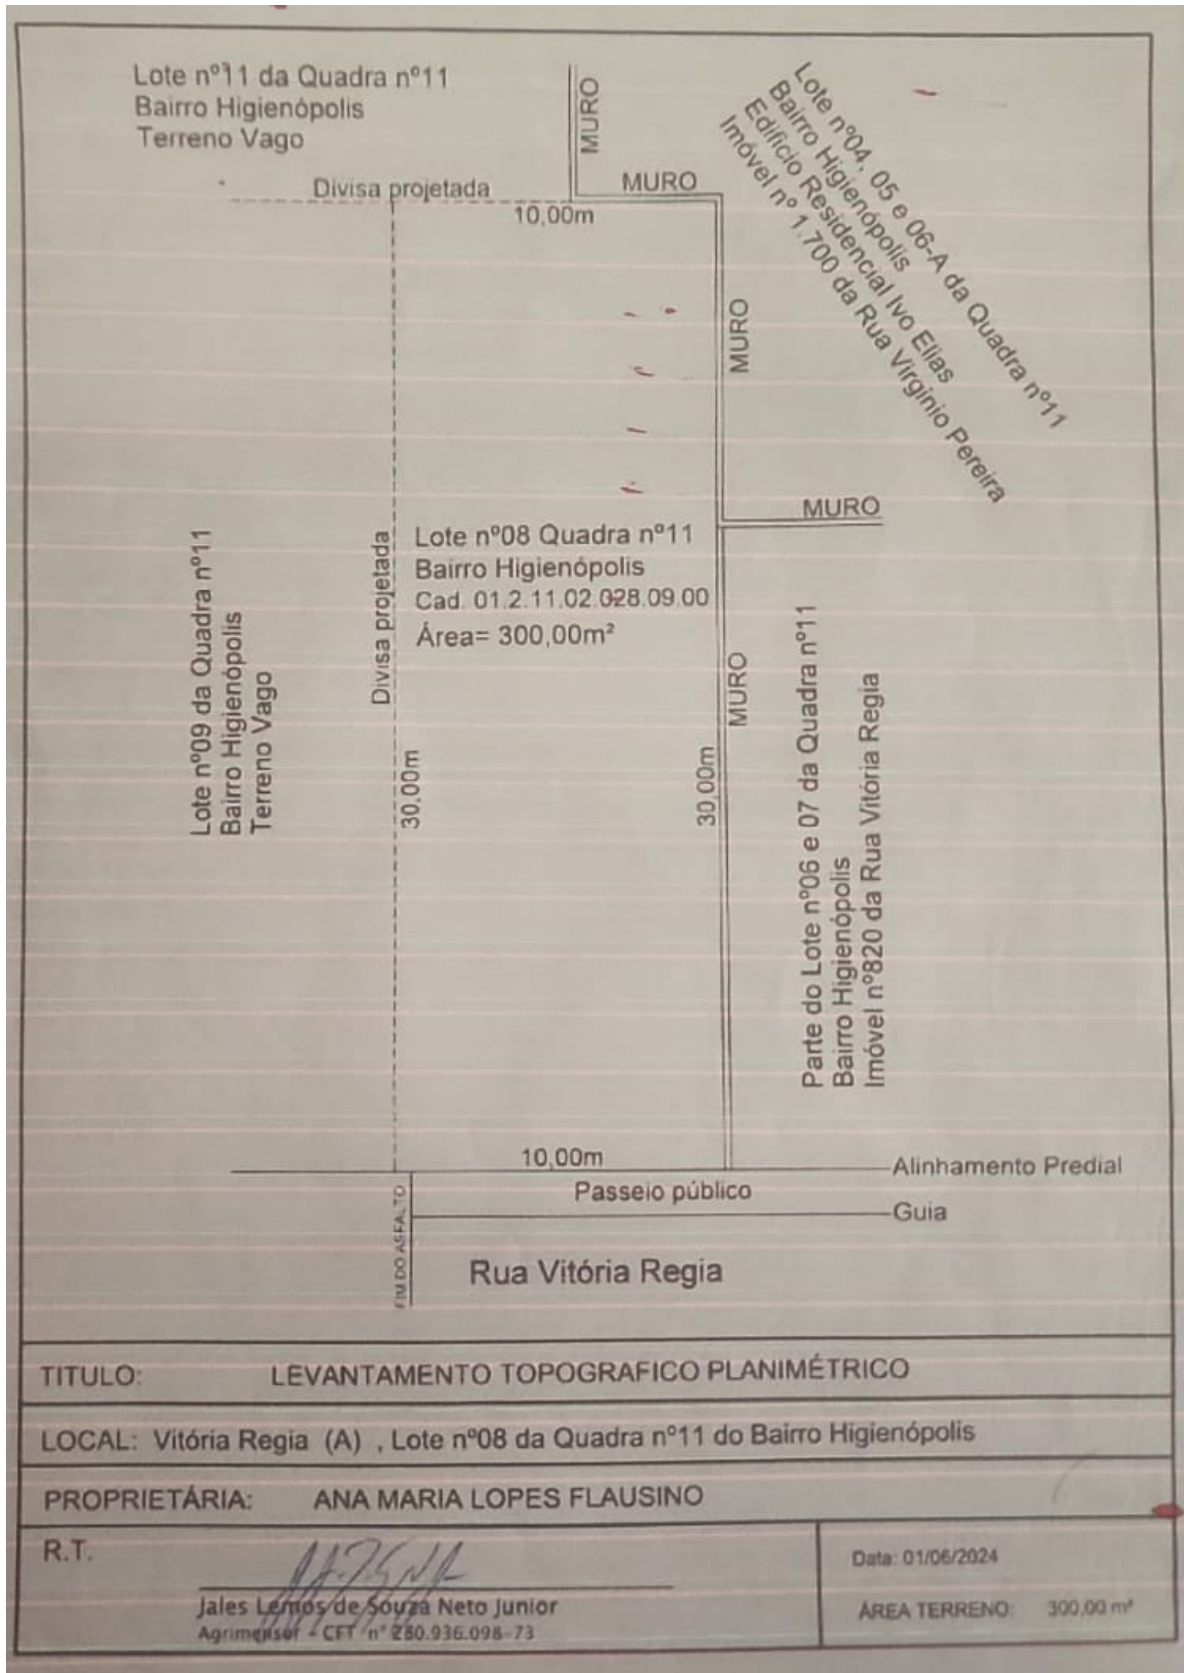 Lote nº11 da Quadra nº11
Bairro Higienópolis
Terreno Vago
MURO
Lote nº04, 05 e 06-A da Quadra nº11
Bairro Higienópolis
Edifício Residencial Ivo Elias
Imóvel nº 1.700 da Rua Virginio Pereira
Divisa projetada
MURO
10,00m
MURO
MURO
Lote nº09 da Quadra nº11
Bairro Higienópolis
Terreno Vago
Divisa projetada
Lote nº08 Quadra nº11
Bairro Higienópolis
Cad. 01.2.11.02.028.09.00
Área= 300,00m²
MURO
30,00m
30,00m
Parte do Lote nº06 e 07 da Quadra nº11
Bairro Higienópolis
Imóvel nº820 da Rua Vitória Regia
10,00m
Alinhamento Predial
Passeio público
Guia
FIM DO ASFALTO
Rua Vitória Regia
TITULO: LEVANTAMENTO TOPOGRAFICO PLANIMÉTRICO
LOCAL: Vitória Regia (A) , Lote nº08 da Quadra nº11 do Bairro Higienópolis
PROPRIETÁRIA: ANA MARIA LOPES FLAUSINO
R.T.
Jales Lemos de Souza Neto Junior
Agrimensor - CFT nº 280.936.098-73
Data: 01/06/2024
ÁREA TERRENO: 300,00 m²